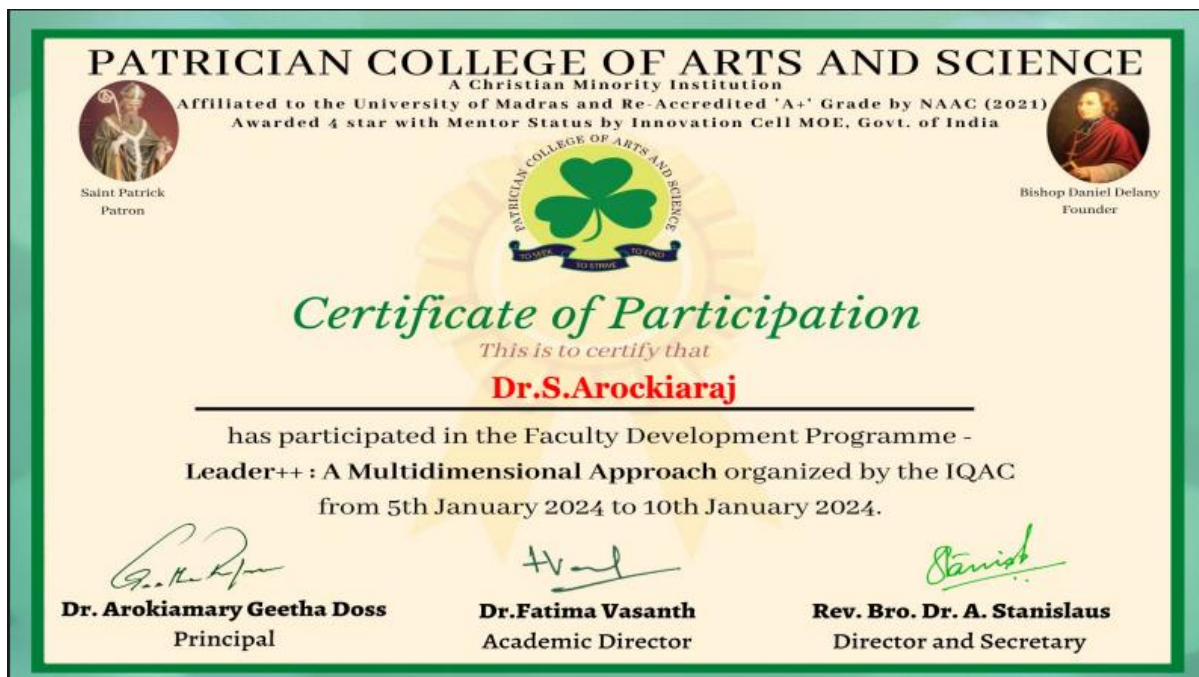 PATRICIAN COLLEGE OF ARTS AND SCIENCE
A Christian Minority Institution
Affiliated to the University of Madras and Re-Accredited 'A+' Grade by NAAC (2021)
Awarded 4 star with Mentor Status by Innovation Cell MOE, Govt. of India
Saint Patrick
Patron
Bishop Daniel Delany
Founder
PATRICIAN COLLEGE OF ARTS AND SCIENCE
TO SEEK
TO STRIVE
TO FIND
Certificate of Participation
This is to certify that
Dr.S.Arockiaraj
has participated in the Faculty Development Programme -
Leader++ : A Multidimensional Approach organized by the IQAC
from 5th January 2024 to 10th January 2024.
Dr. Arokiamary Geetha Doss
Principal
Dr.Fatima Vasanth
Academic Director
Rev. Bro. Dr. A. Stanislaus
Director and Secretary